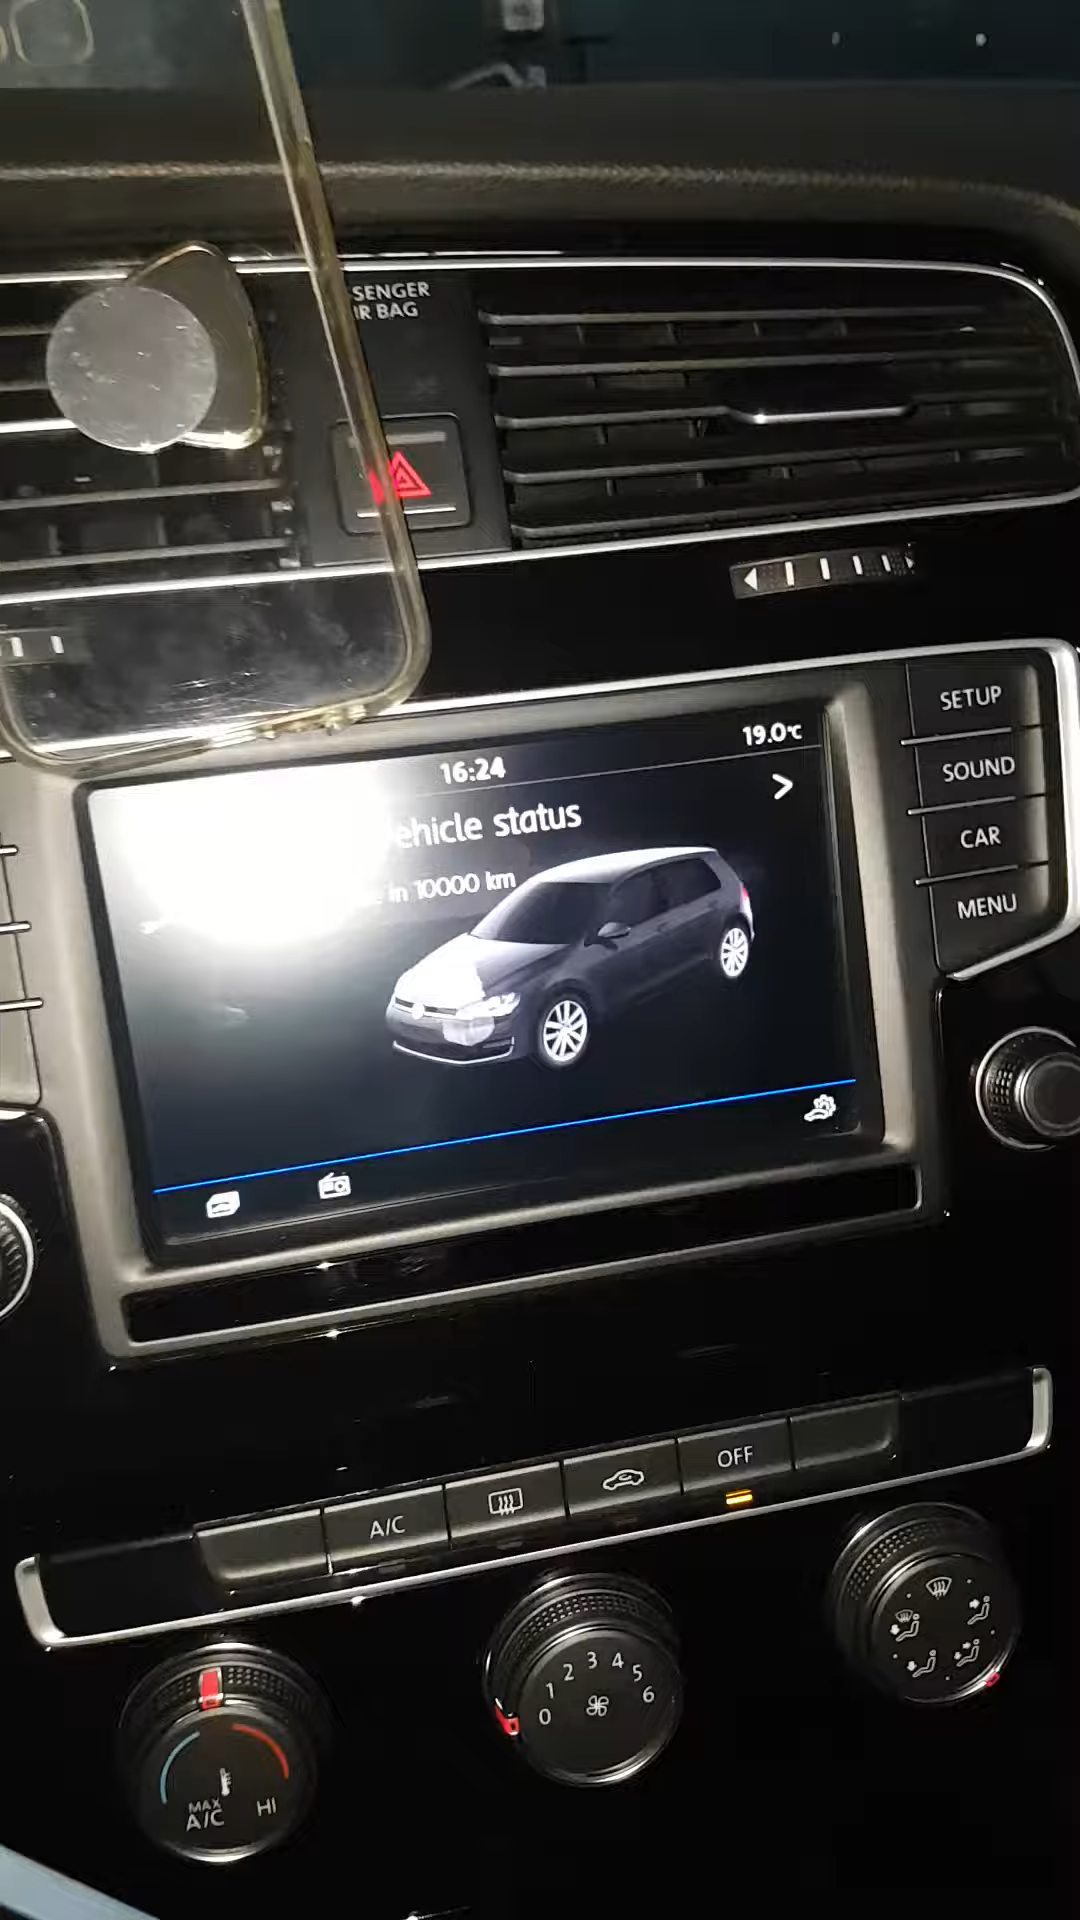 SENGER
IR BAG
SETUP
SOUND
CAR
MENU
16:24
19.0°C
ehicle status
in 10000 km
A/C
OFF
MAX
A/C
HI
0 1 2 3 4 5 6